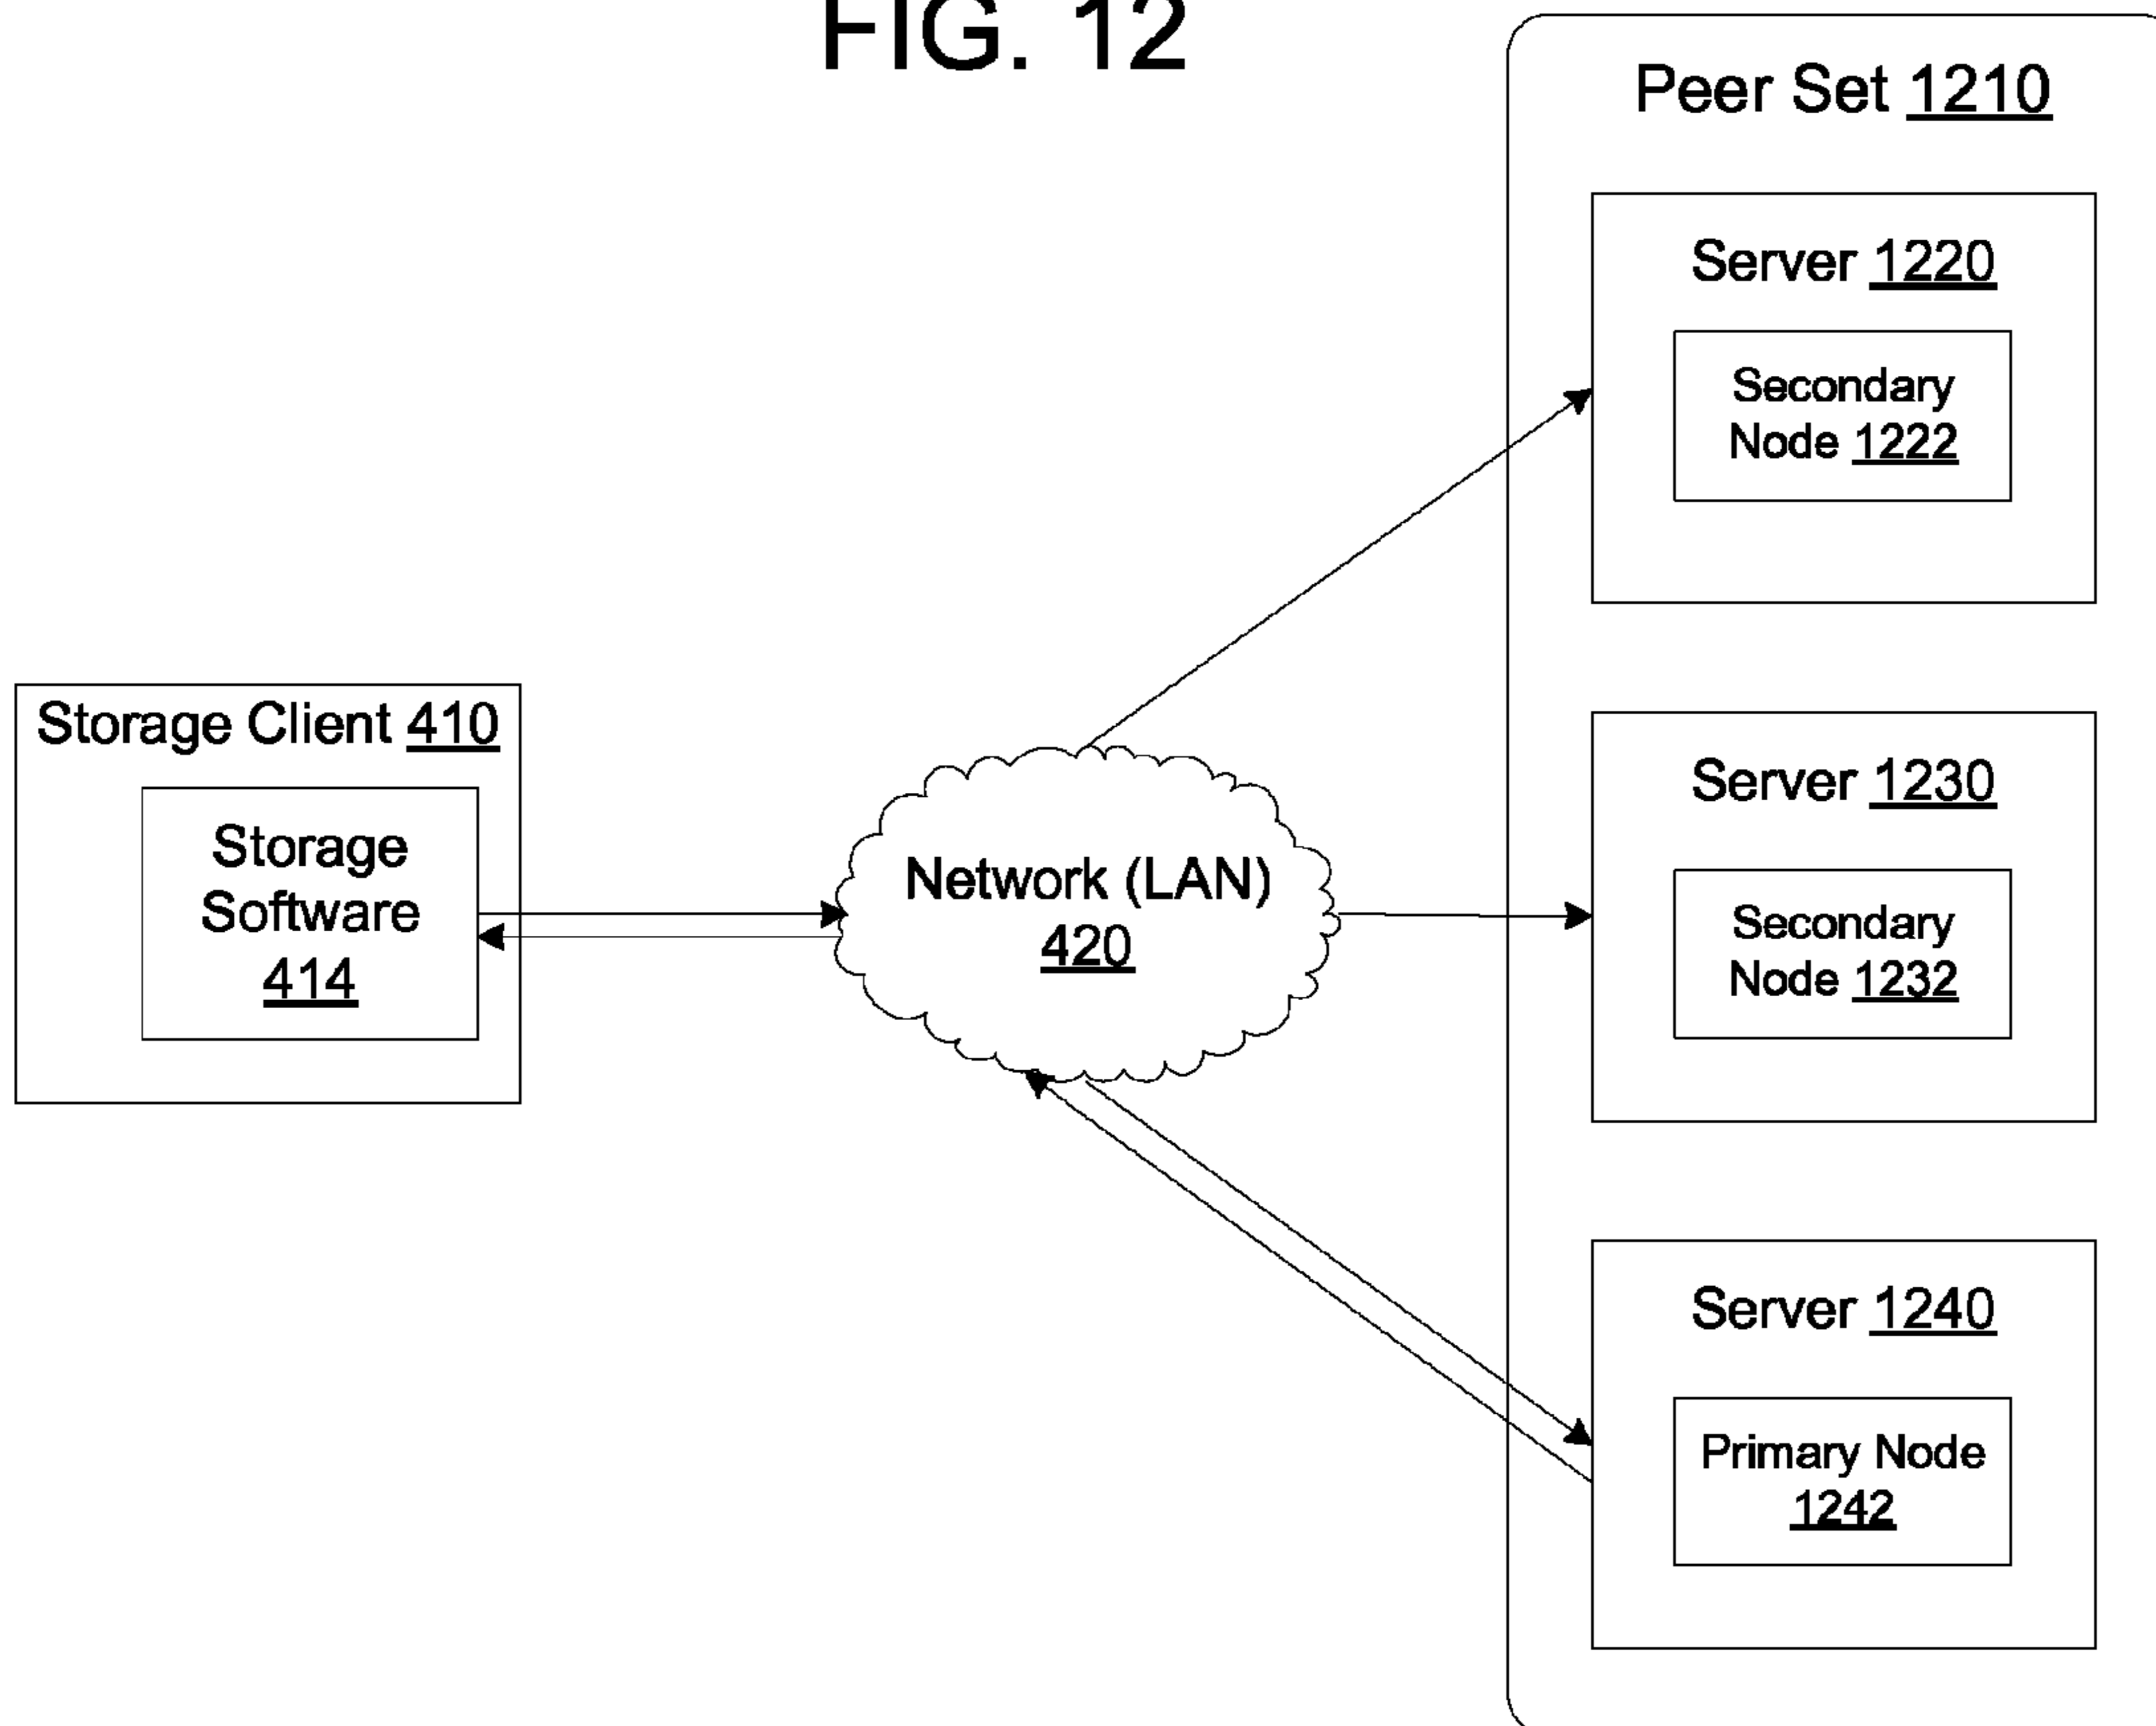 FIG. 12
Peer Set 1210
Server 1220
Secondary
Node 1222
Storage Client 410
Storage
Software
414
Network (LAN)
420
Server 1230
Secondary
Node 1232
Server 1240
Primary Node
1242